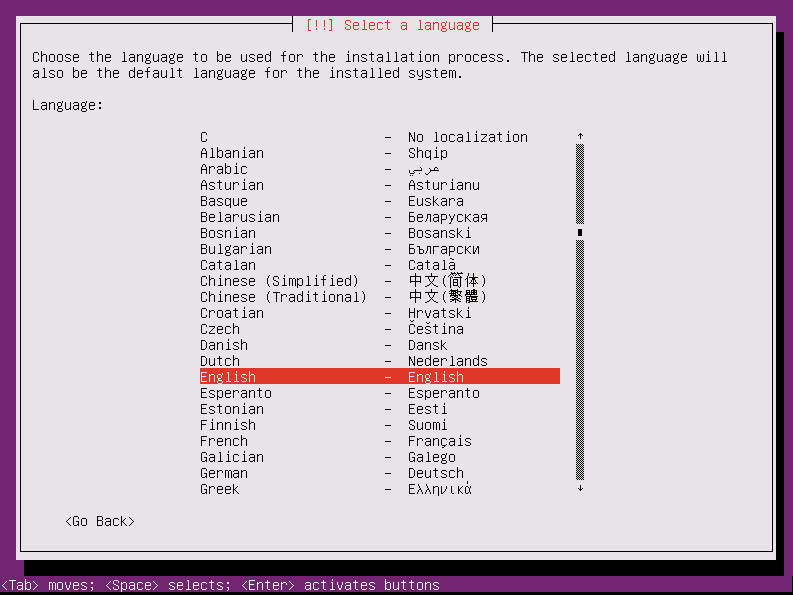 [!!] Select a language
Choose the language to be used for the installation process. The selected language will
also be the default language for the installed system.
Language:
C - No localization ↑
Albanian - Shqip
Arabic - عربي
Asturian - Asturianu
Basque - Euskara
Belarusian - Беларуская
Bosnian - Bosanski
Bulgarian - Български
Catalan - Català
Chinese (Simplified) - 中文(简体)
Chinese (Traditional) - 中文(繁體)
Croatian - Hrvatski
Czech - Čeština
Danish - Dansk
Dutch - Nederlands
English - English
Esperanto - Esperanto
Estonian - Eesti
Finnish - Suomi
French - Français
Galician - Galego
German - Deutsch
Greek - Ελληνικά ↓
<Go Back>
<Tab> moves; <Space> selects; <Enter> activates buttons